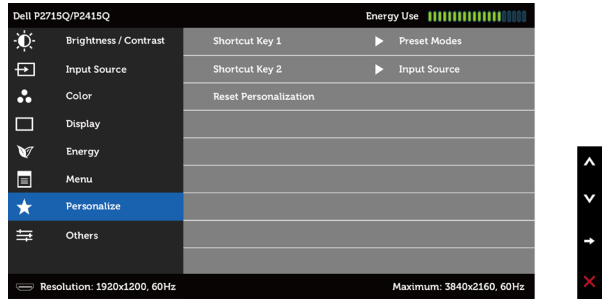 Dell P2715Q/P2415Q Energy Use
Brightness / Contrast Shortcut Key 1 Preset Modes
Input Source Shortcut Key 2 Input Source
Color Reset Personalization
Display
Energy
Menu
Personalize
Others
Resolution: 1920x1200, 60Hz Maximum: 3840x2160, 60Hz